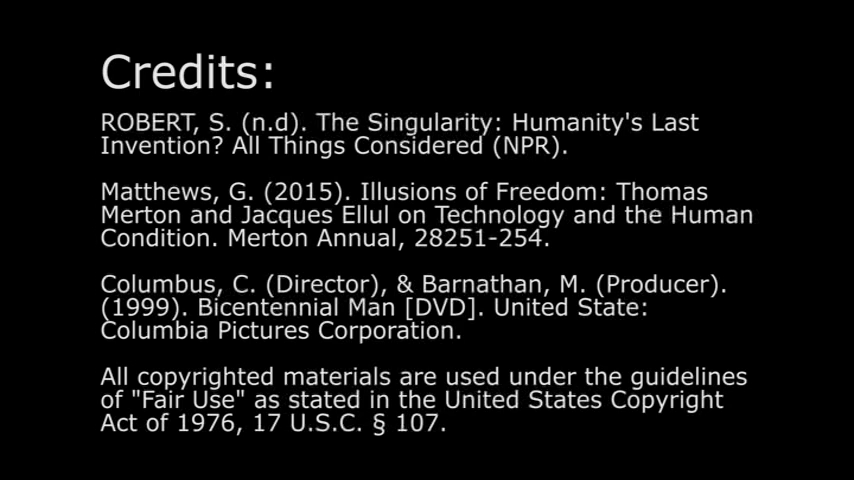 Credits:
ROBERT, S. (n.d). The Singularity: Humanity's Last
Invention? All Things Considered (NPR).
Matthews, G. (2015). Illusions of Freedom: Thomas
Merton and Jacques Ellul on Technology and the Human
Condition. Merton Annual, 28251-254.
Columbus, C. (Director), & Barnathan, M. (Producer).
(1999). Bicentennial Man [DVD]. United State:
Columbia Pictures Corporation.
All copyrighted materials are used under the guidelines
of "Fair Use" as stated in the United States Copyright
Act of 1976, 17 U.S.C. § 107.